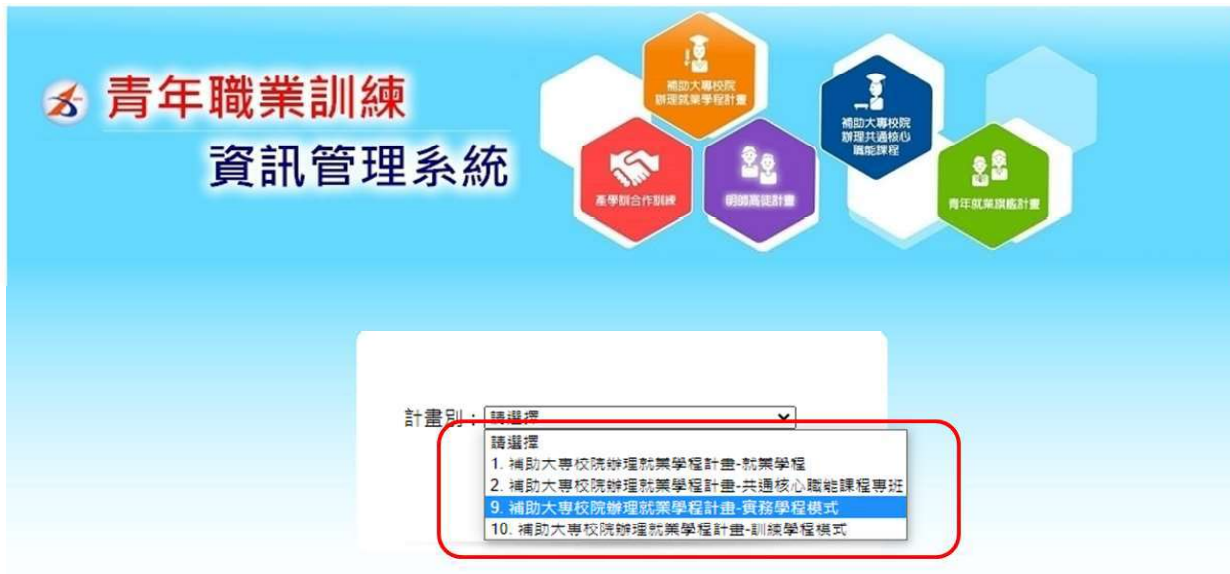 青年職業訓練
資訊管理系統
補助大專校院
辦理就業學程計畫
補助大專校院
辦理共通核心
職能課程
產學訓合作訓練
明師高徒計畫
青年就業旗艦計畫
計畫別：請選擇
請選擇
1. 補助大專校院辦理就業學程計畫-就業學程
2. 補助大專校院辦理就業學程計畫-共通核心職能課程專班
9. 補助大專校院辦理就業學程計畫-實務學程模式
10. 補助大專校院辦理就業學程計畫-訓練學程模式